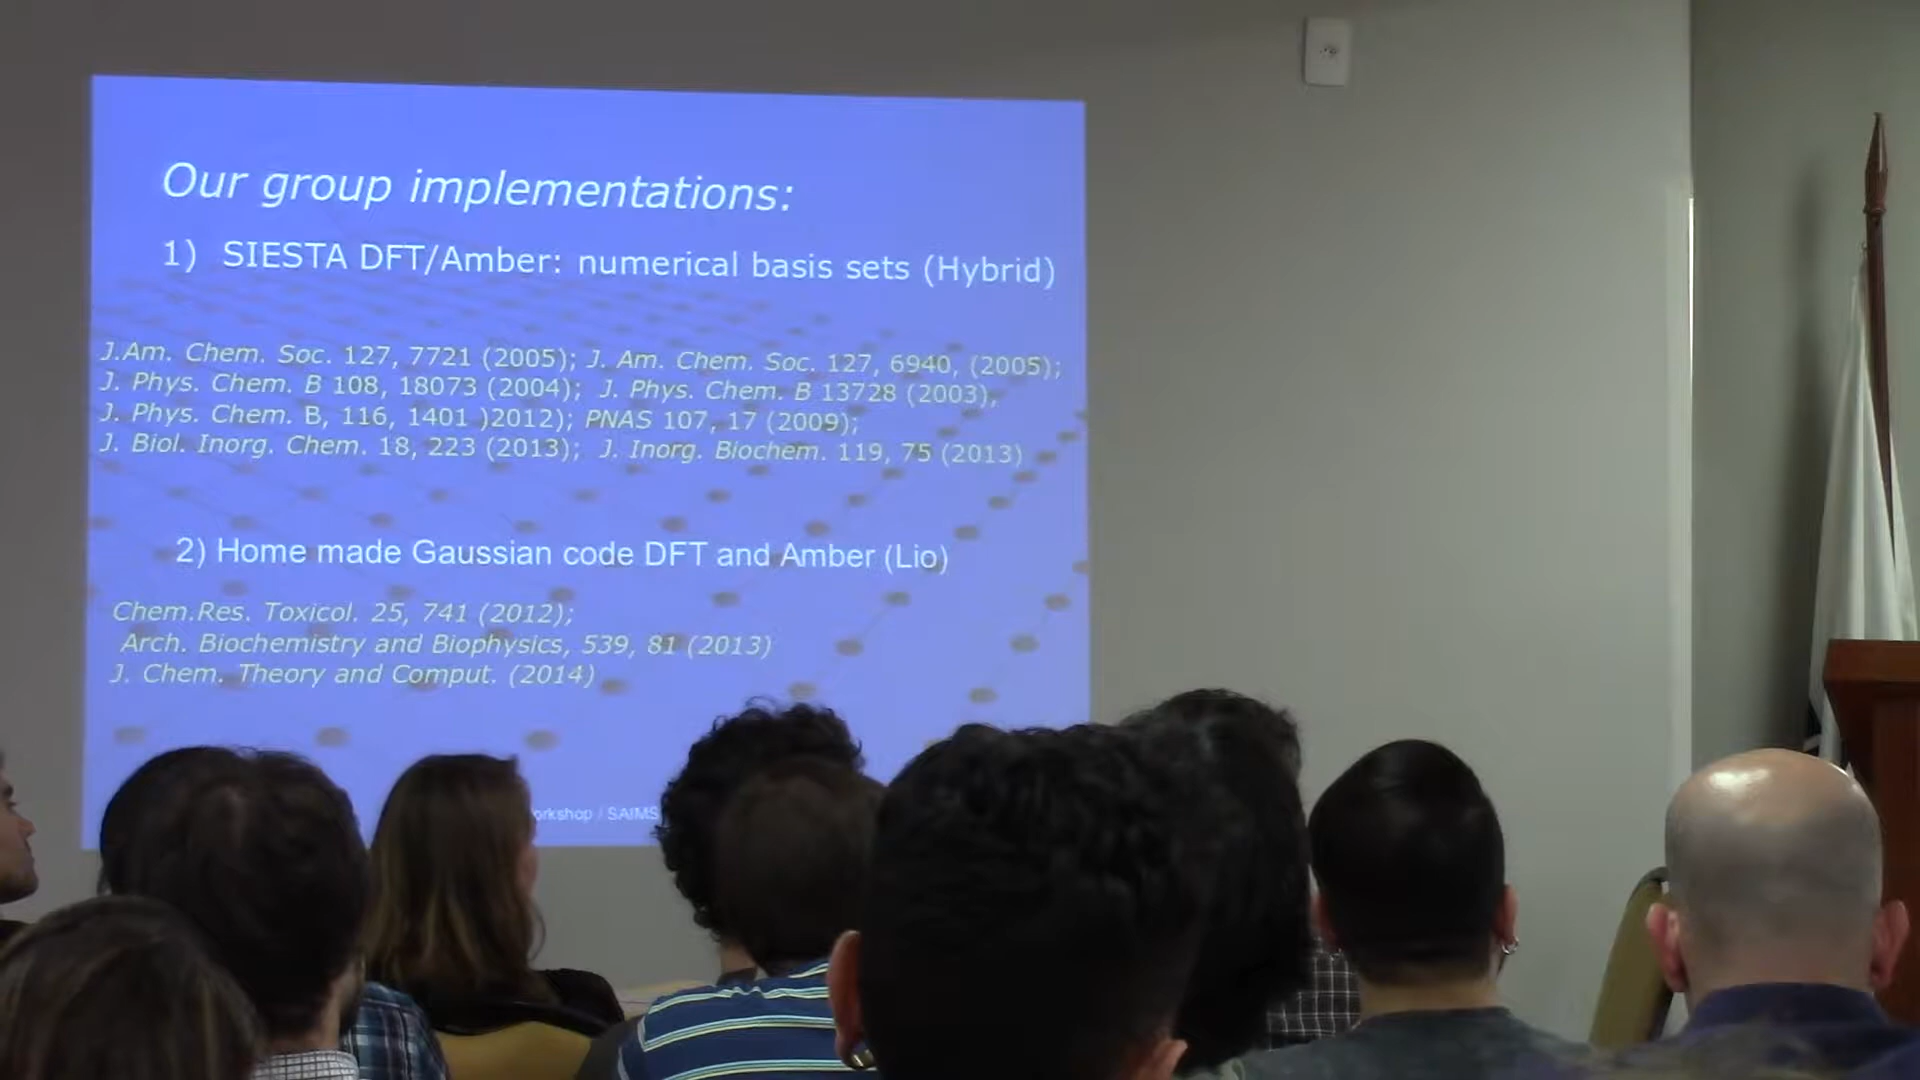 Our group implementations:
1) SIESTA DFT/Amber: numerical basis sets (Hybrid)
J.Am. Chem. Soc. 127, 7721 (2005); J. Am. Chem. Soc. 127, 6940, (2005);
J. Phys. Chem. B 108, 18073 (2004); J. Phys. Chem. B 13728 (2003),
J. Phys. Chem. B, 116, 1401 )2012); PNAS 107, 17 (2009);
J. Biol. Inorg. Chem. 18, 223 (2013); J. Inorg. Biochem. 119, 75 (2013)
2) Home made Gaussian code DFT and Amber (Lio)
Chem.Res. Toxicol. 25, 741 (2012);
Arch. Biochemistry and Biophysics, 539, 81 (2013)
J. Chem. Theory and Comput. (2014)
orkshop / SAIMS